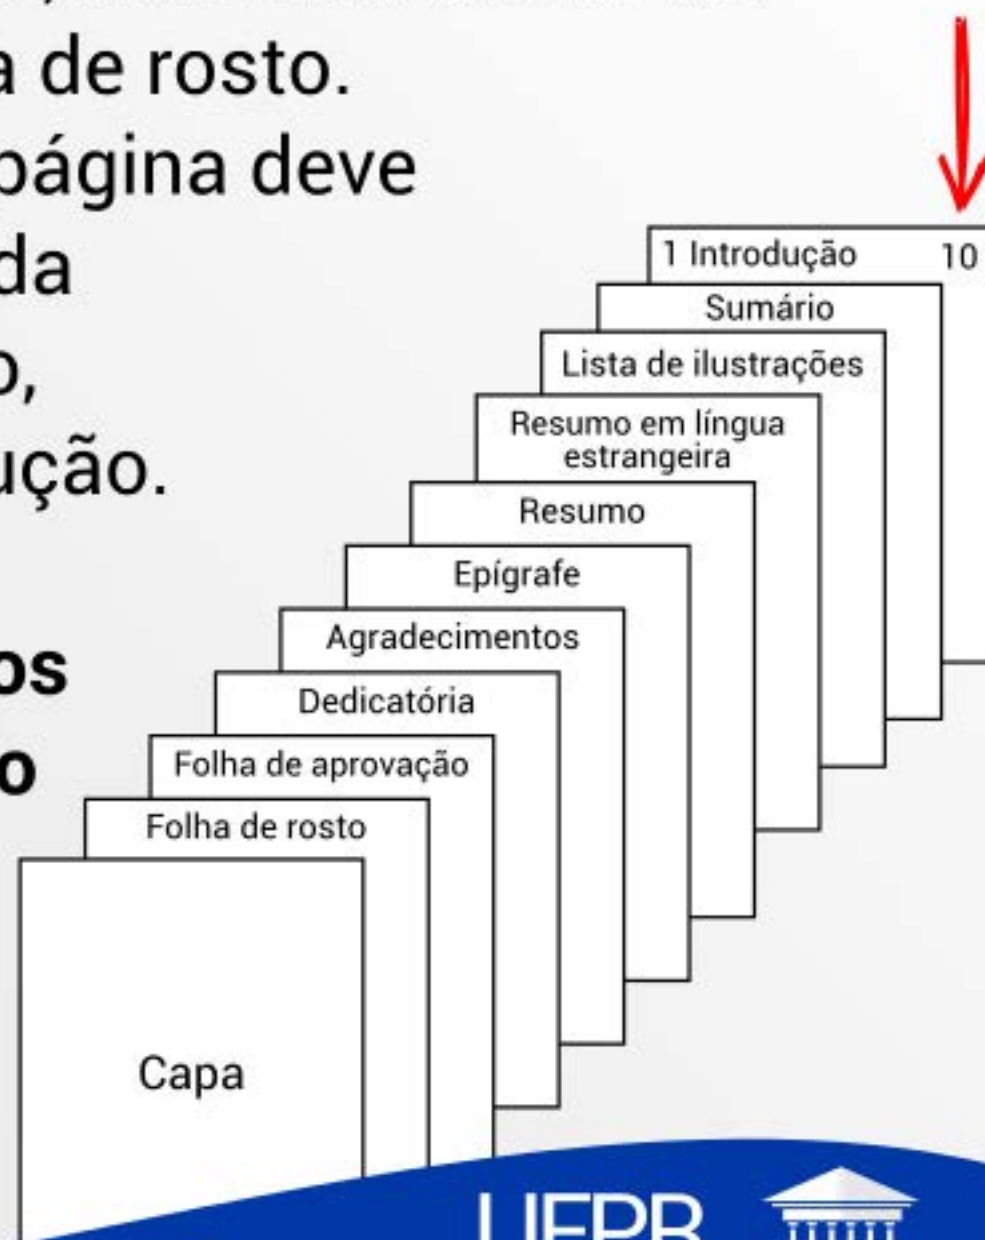 a de rosto.
página deve
da
o,
ução.
os
o
1 Introdução 10
Sumário
Lista de ilustrações
Resumo em língua
estrangeira
Resumo
Epígrafe
Agradecimentos
Dedicatória
Folha de aprovação
Folha de rosto
Capa
UFPR